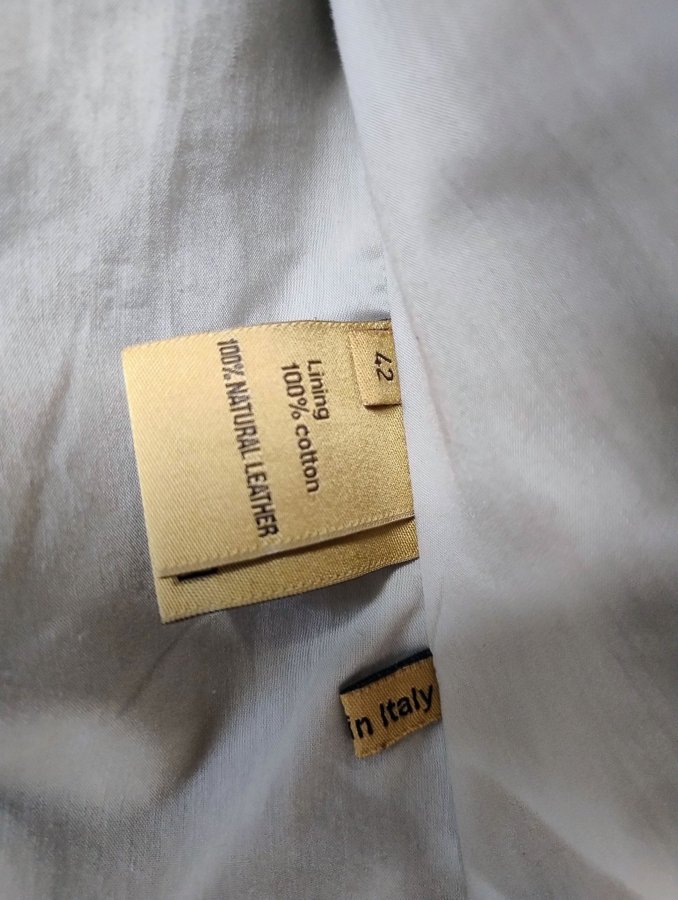 42
Lining
100% cotton
100% NATURAL LEATHER
in Italy